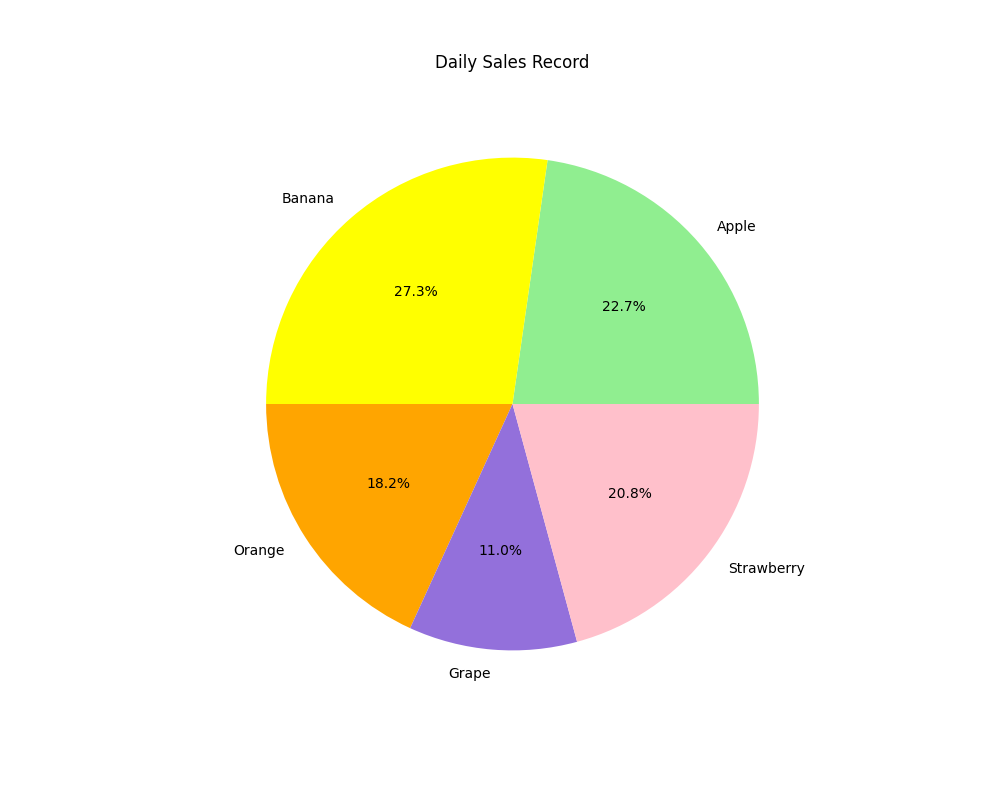 Daily Sales Record
Banana
Apple
27.3%
22.7%
18.2%
20.8%
Orange
11.0%
Strawberry
Grape